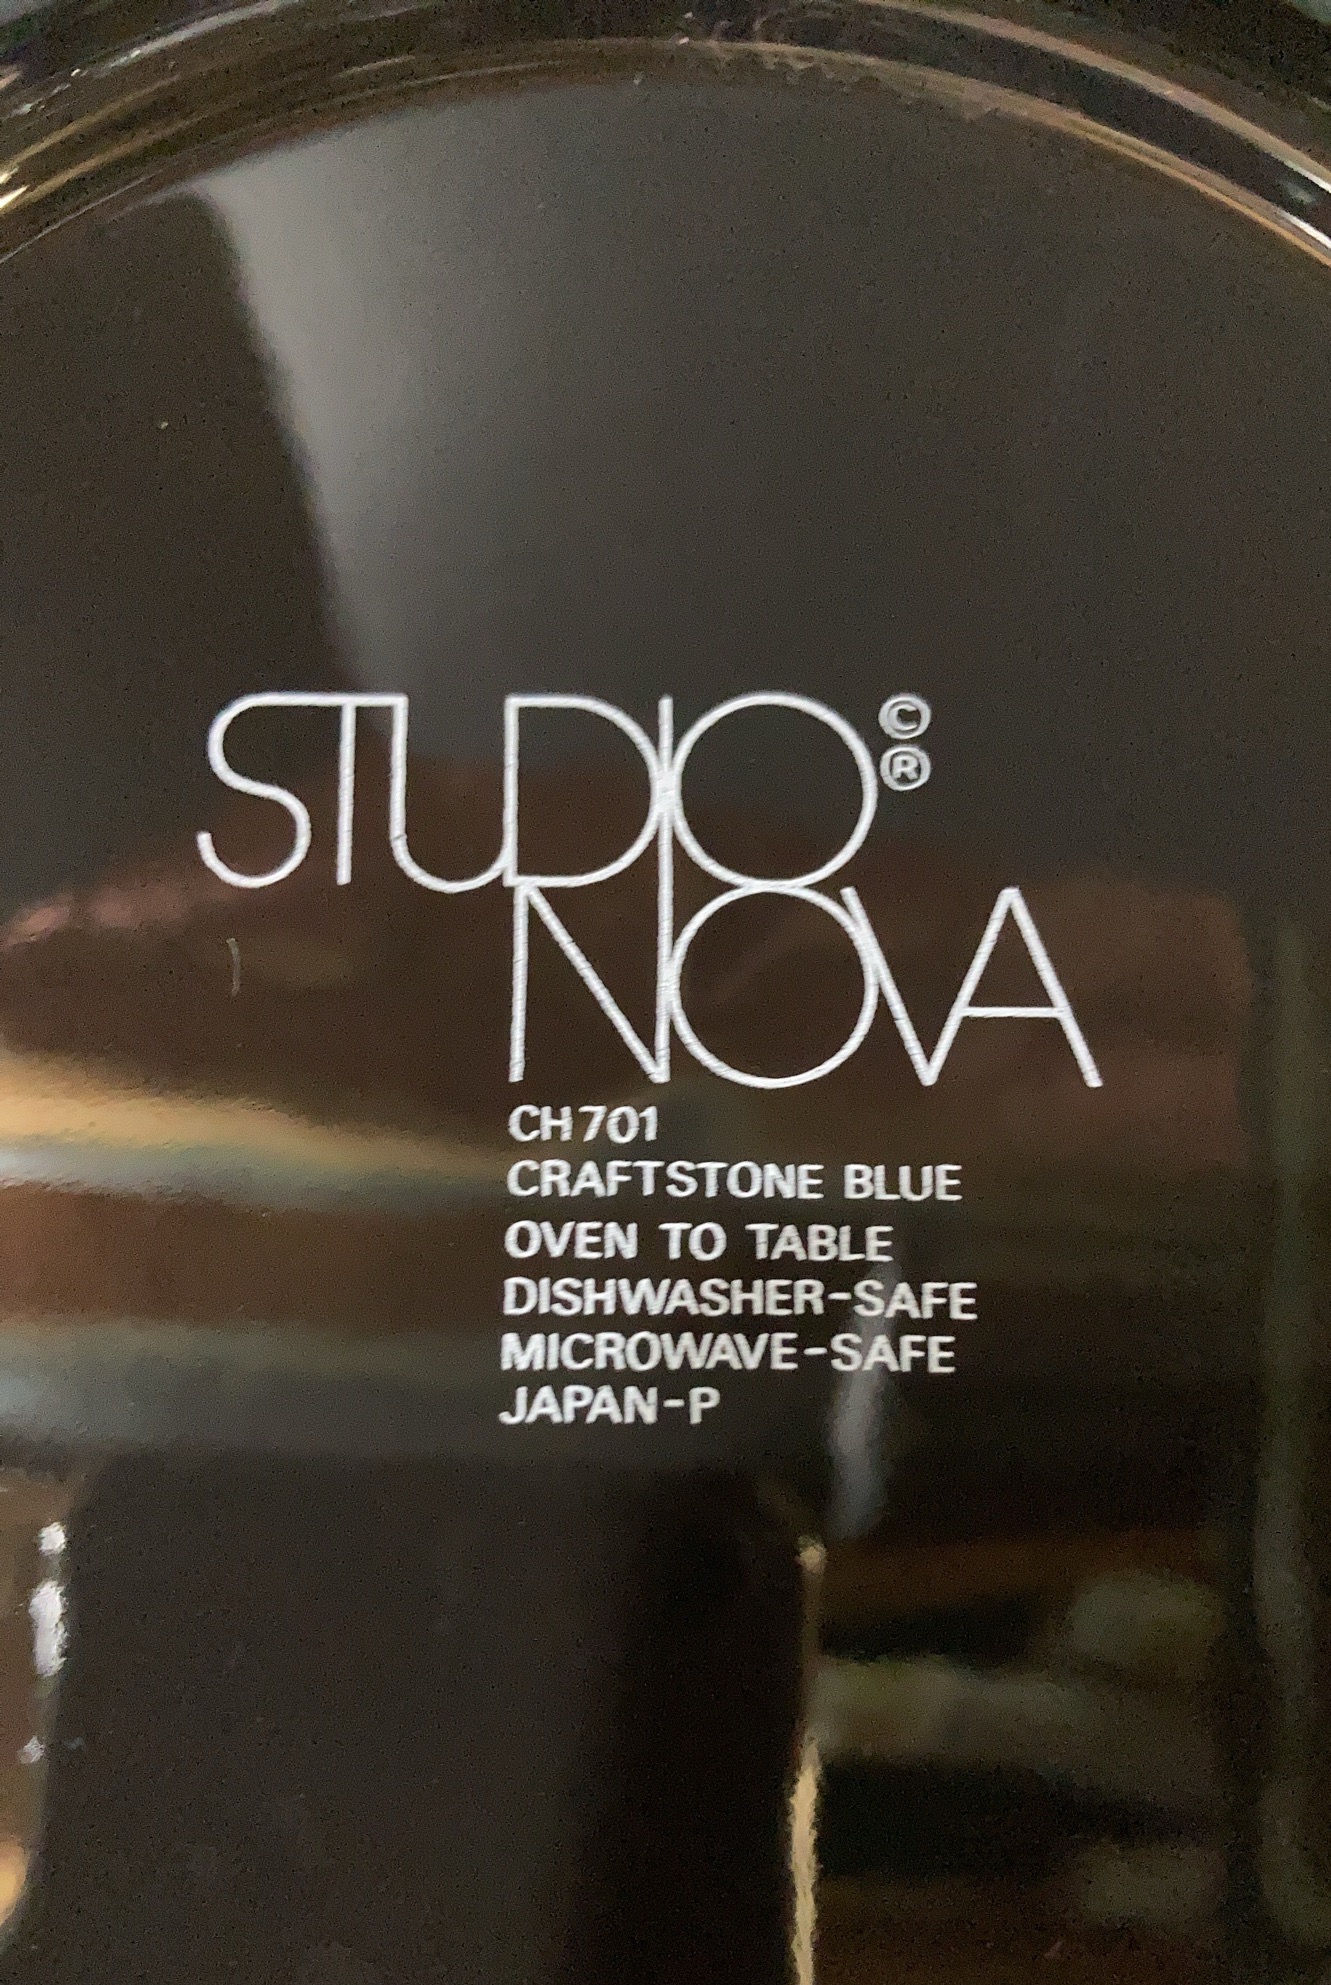 STUDIO © ®
NOVA
CH701
CRAFTSTONE BLUE
OVEN TO TABLE
DISHWASHER-SAFE
MICROWAVE-SAFE
JAPAN-P